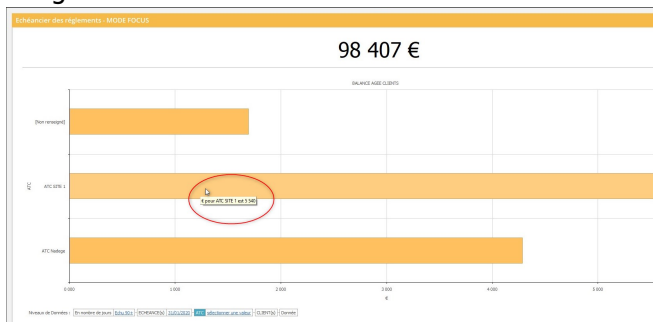 Echéancier des règlements - MODE FOCUS
98 407 €
BALANCE AGEE CLIENTS
[Non renseigné]
ATC
ATC SITE 1
€ pour ATC SITE 1 est 5 540
ATC Nadege
0.000 1 000 2 000 3 000 4 000 5 000
€
Niveaux de Données : En nombre de jours Echu 90+ ECHEANCE(s) 31/01/2020 ATC sélectionner une valeur CLIENT(s) Donnée